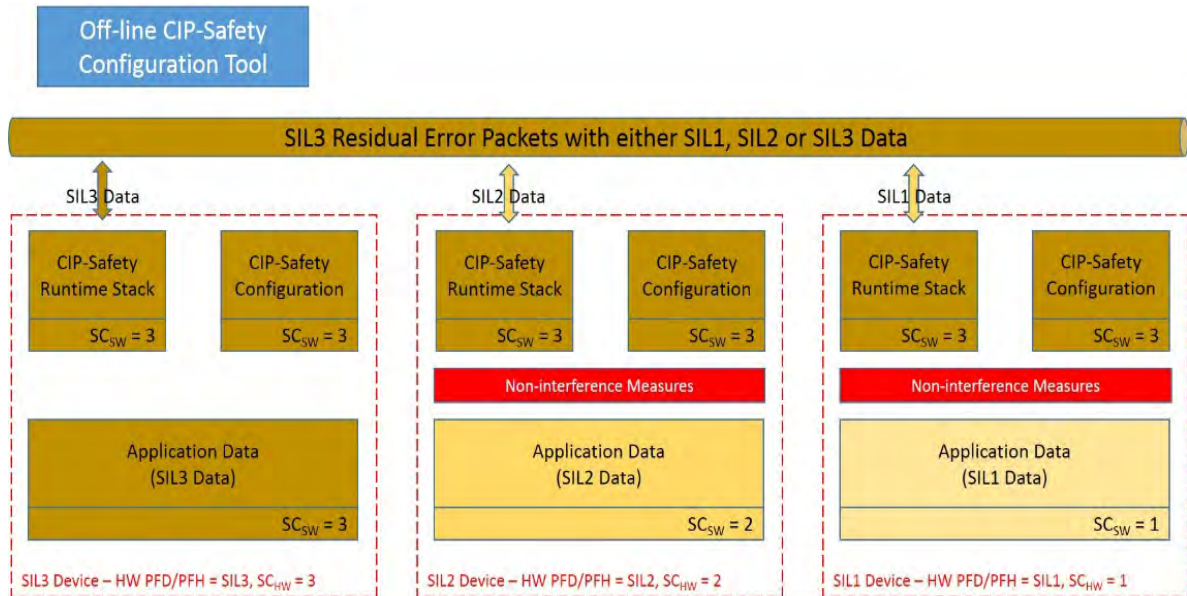 Off-line CIP-Safety
Configuration Tool
SIL3 Residual Error Packets with either SIL1, SIL2 or SIL3 Data
SIL3 Data
SIL2 Data
SIL1 Data
CIP-Safety
Runtime Stack
SCSW = 3
CIP-Safety
Configuration
SCSW = 3
Application Data
(SIL3 Data)
SCSW = 3
SIL3 Device – HW PFD/PFH = SIL3, SCHW = 3
CIP-Safety
Runtime Stack
SCSW = 3
CIP-Safety
Configuration
SCSW = 3
Non-interference Measures
Application Data
(SIL2 Data)
SCSW = 2
SIL2 Device – HW PFD/PFH = SIL2, SCHW = 2
CIP-Safety
Runtime Stack
SCSW = 3
CIP-Safety
Configuration
SCSW = 3
Non-interference Measures
Application Data
(SIL1 Data)
SCSW = 1
SIL1 Device – HW PFD/PFH = SIL1, SCHW = 1